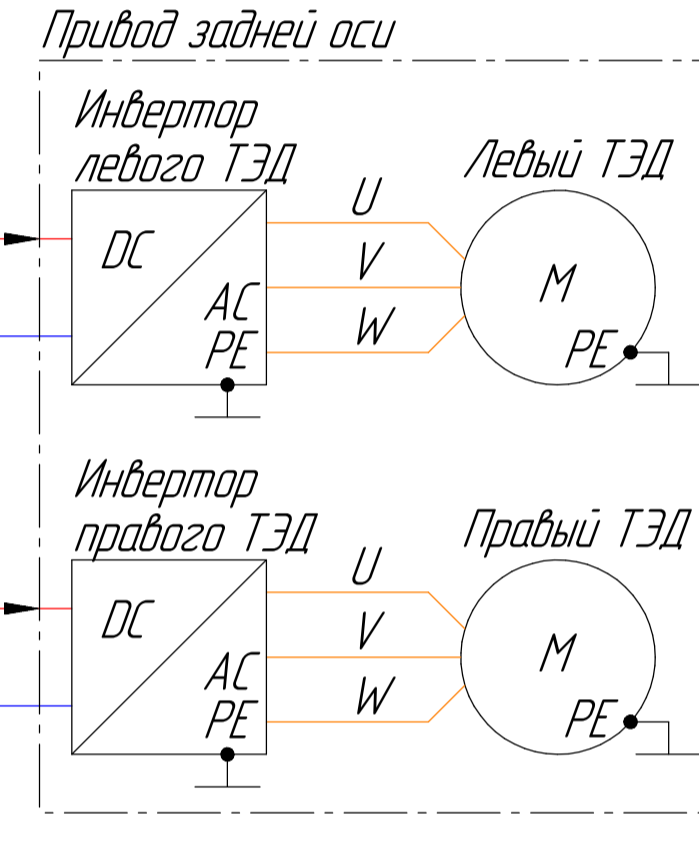 Привод задней оси
Инвертор
левого ТЭД
Левый ТЭД
DC
AC
PE
U
V
W
M
PE
Инвертор
правого ТЭД
Правый ТЭД
DC
AC
PE
U
V
W
M
PE